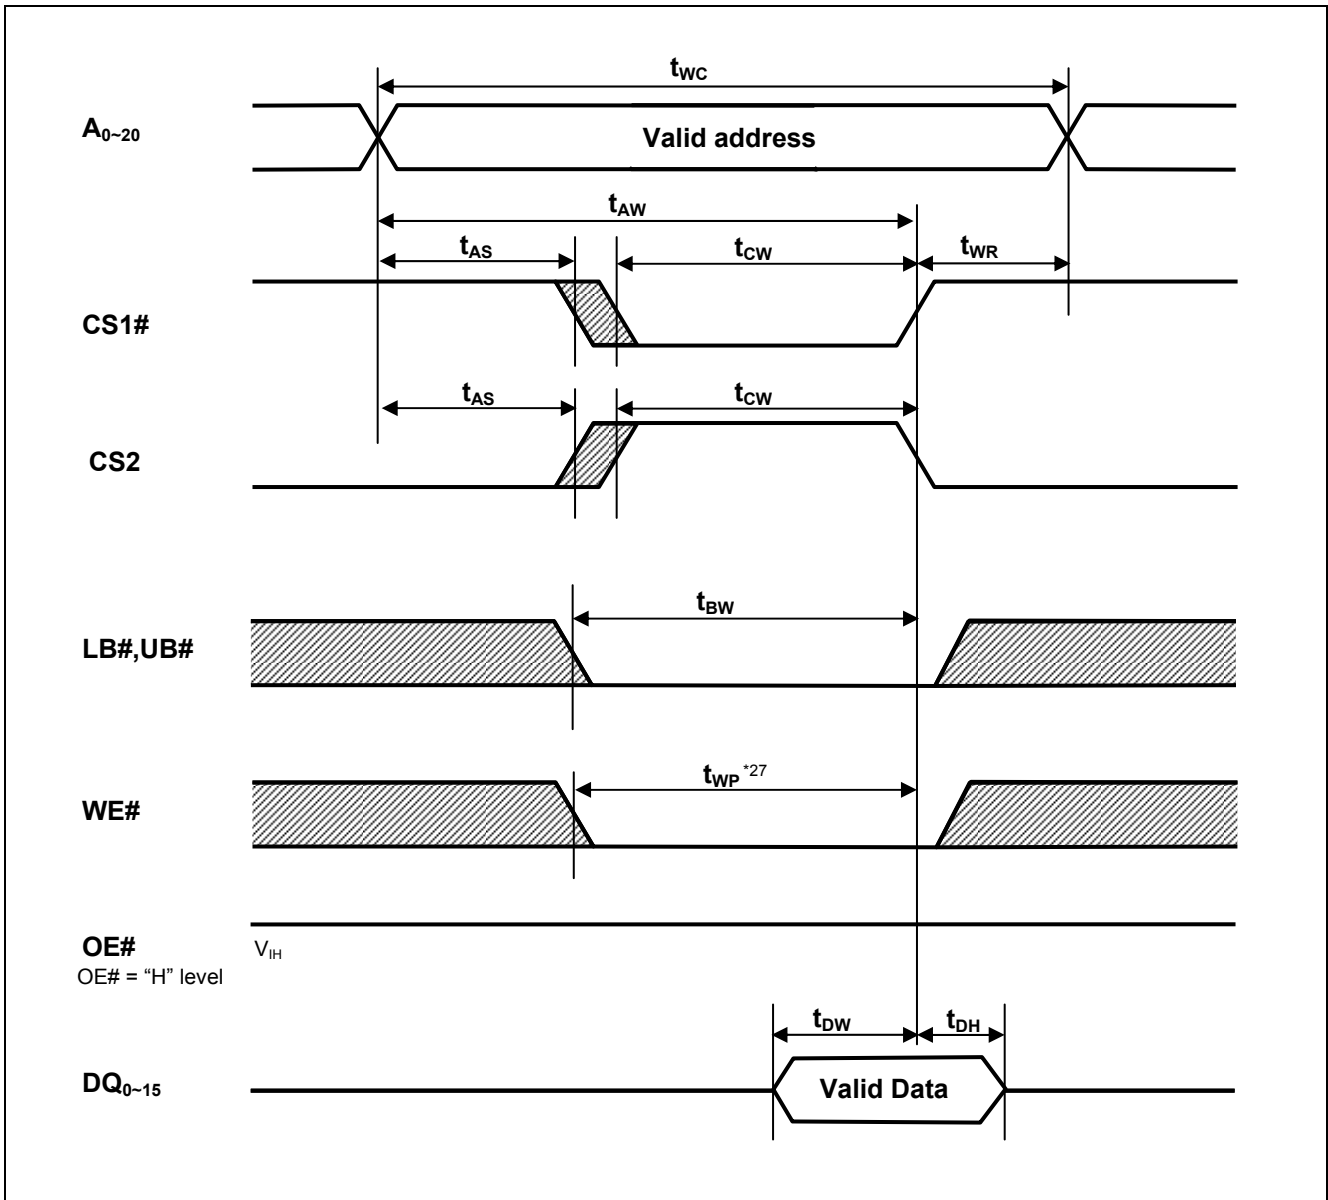 tWC
A0~20
Valid address
tAW
tAS
tCW
tWR
CS1#
tAS
tCW
CS2
tBW
LB#,UB#
tWP *27
WE#
OE#
VIH
OE# = “H” level
tDW
tDH
DQ0~15
Valid Data